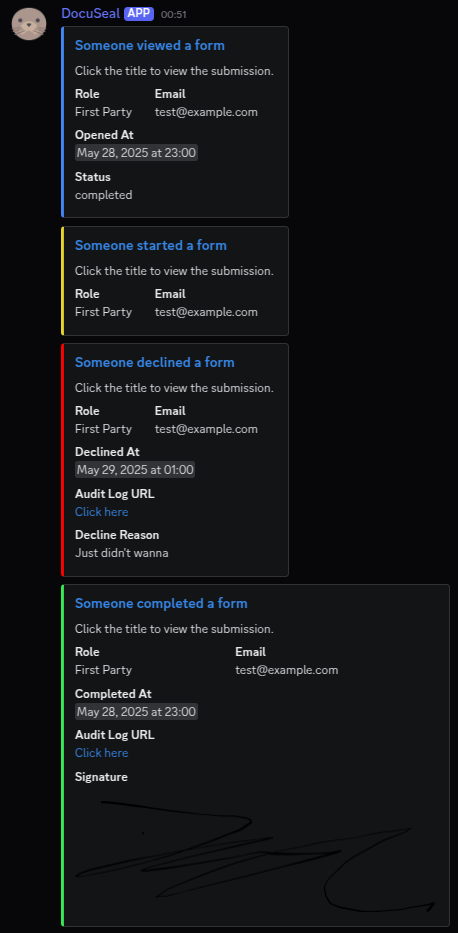 DocuSeal APP 00:51
Someone viewed a form
Click the title to view the submission.
Role Email
First Party test@example.com
Opened At
May 28, 2025 at 23:00
Status
completed
Someone started a form
Click the title to view the submission.
Role Email
First Party test@example.com
Someone declined a form
Click the title to view the submission.
Role Email
First Party test@example.com
Declined At
May 29, 2025 at 01:00
Audit Log URL
Click here
Decline Reason
Just didn't wanna
Someone completed a form
Click the title to view the submission.
Role Email
First Party test@example.com
Completed At
May 28, 2025 at 23:00
Audit Log URL
Click here
Signature